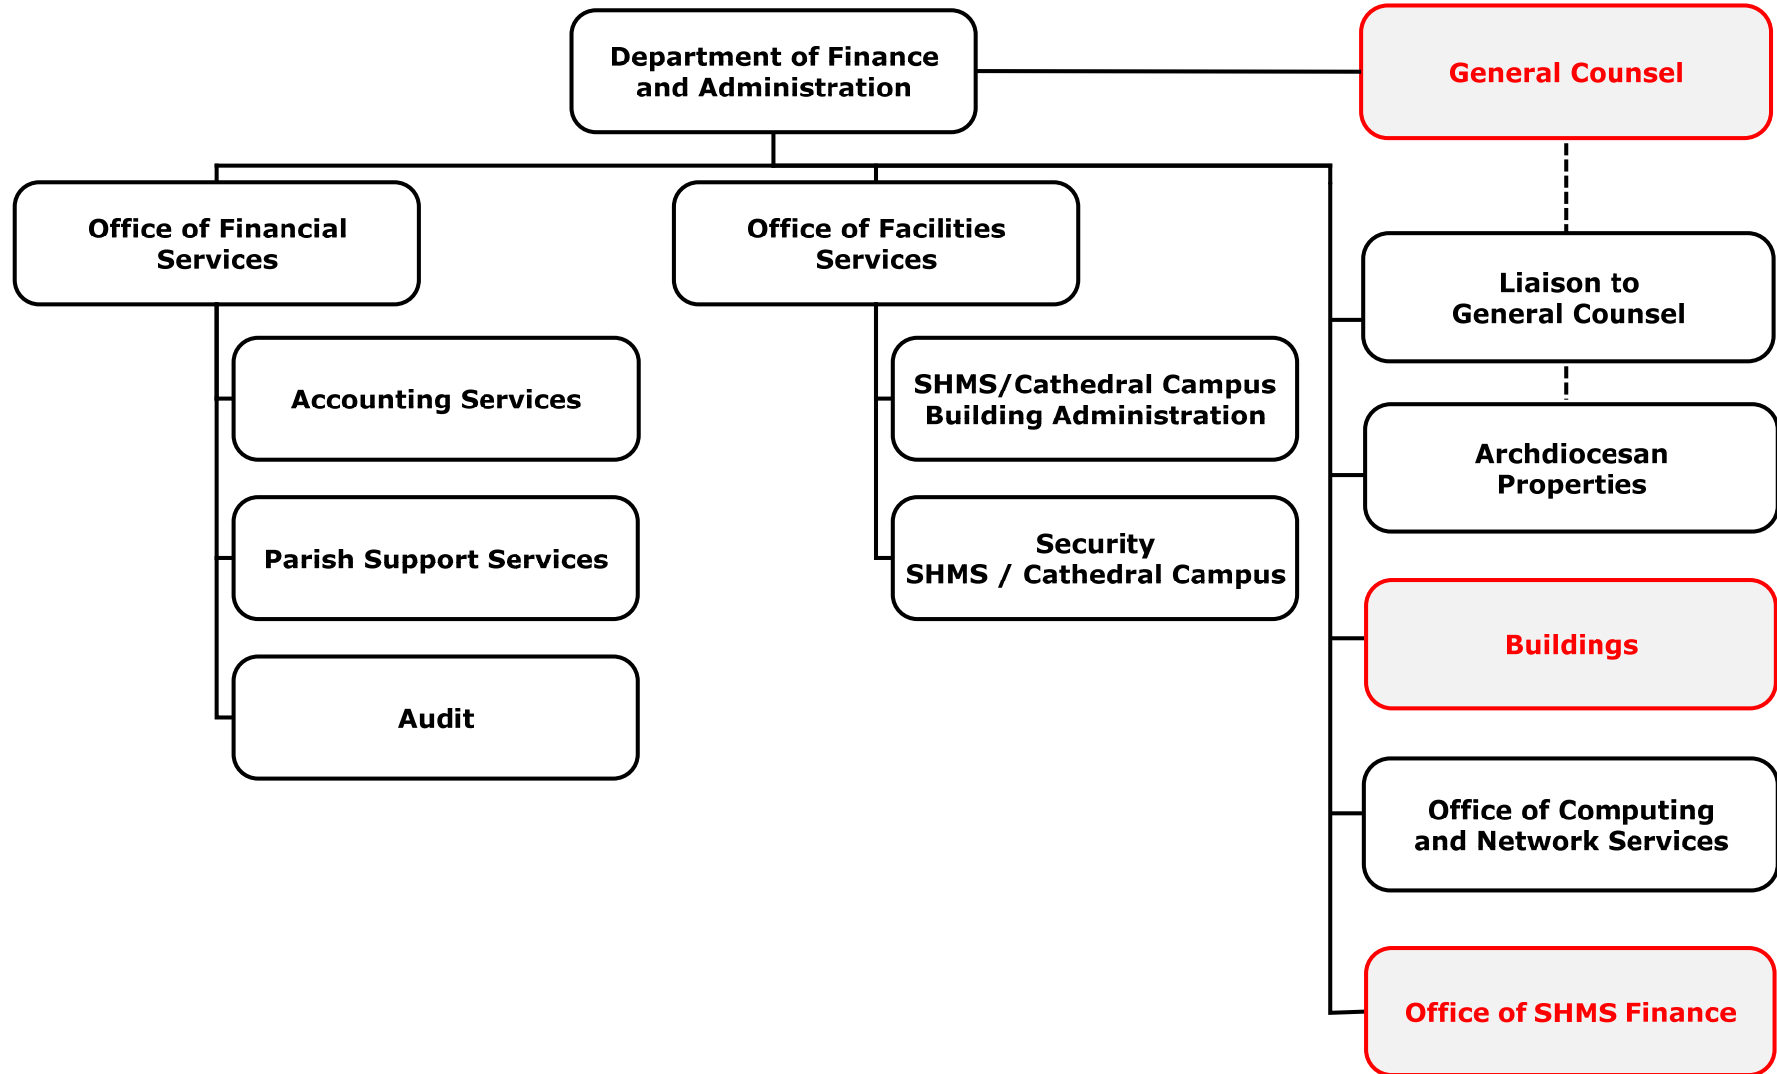 Department of Finance
and Administration
General Counsel
Office of Financial
Services
Office of Facilities
Services
Liaison to
General Counsel
Accounting Services
SHMS/Cathedral Campus
Building Administration
Archdiocesan
Properties
Parish Support Services
Security
SHMS / Cathedral Campus
Buildings
Audit
Office of Computing
and Network Services
Office of SHMS Finance